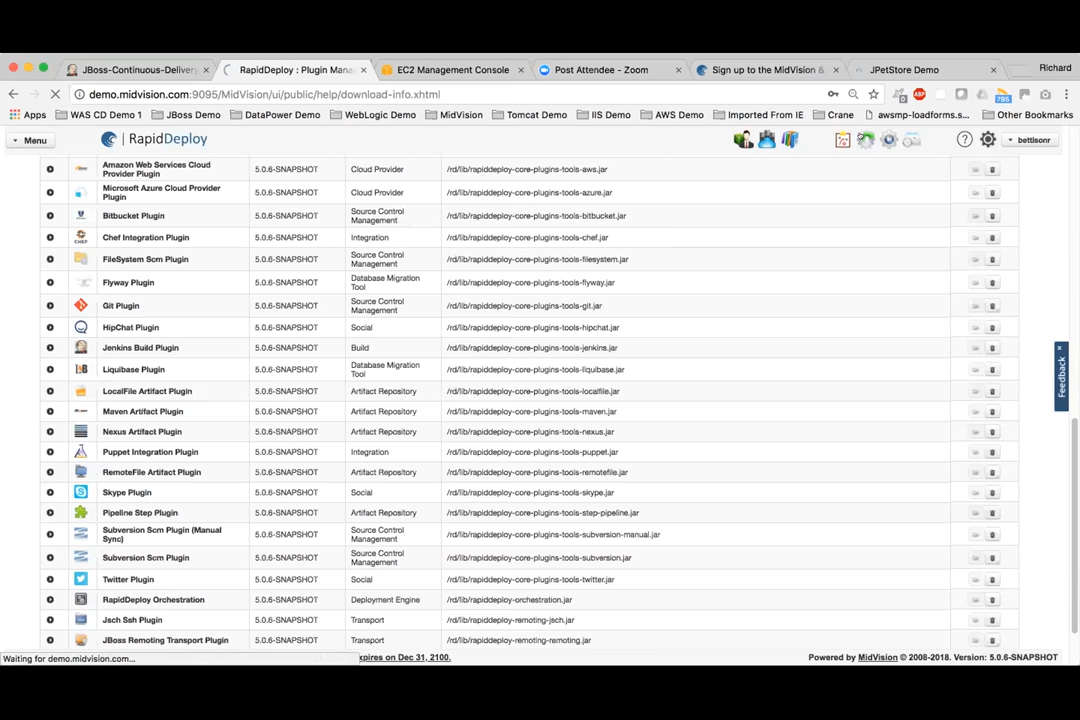 JBoss-Continuous-Delivery
RapidDeploy : Plugin Mana
EC2 Management Console
Post Attendee - Zoom
Sign up to the MidVision &
JPetStore Demo
Richard
demo.midvision.com:9095/MidVision/ui/public/help/download-info.xhtml
Apps WAS CD Demo 1 JBoss Demo DataPower Demo WebLogic Demo MidVision Tomcat Demo IIS Demo AWS Demo Imported From IE Crane awsmp-loadforms.s... Other Bookmarks
Menu | RapidDeploy bettisonr
Amazon Web Services Cloud
Provider Plugin
5.0.6-SNAPSHOT Cloud Provider /rd/lib/rapiddeploy-core-plugins-tools-aws.jar
Microsoft Azure Cloud Provider
Plugin
5.0.6-SNAPSHOT Cloud Provider /rd/lib/rapiddeploy-core-plugins-tools-azure.jar
Bitbucket Plugin 5.0.6-SNAPSHOT Source Control
Management /rd/lib/rapiddeploy-core-plugins-tools-bitbucket.jar
CHEF Chef Integration Plugin 5.0.6-SNAPSHOT Integration /rd/lib/rapiddeploy-core-plugins-tools-chef.jar
FileSystem Scm Plugin 5.0.6-SNAPSHOT Source Control
Management /rd/lib/rapiddeploy-core-plugins-tools-filesystem.jar
Flyway Plugin 5.0.6-SNAPSHOT Database Migration
Tool /rd/lib/rapiddeploy-core-plugins-tools-flyway.jar
Git Plugin 5.0.6-SNAPSHOT Source Control
Management /rd/lib/rapiddeploy-core-plugins-tools-git.jar
HipChat Plugin 5.0.6-SNAPSHOT Social /rd/lib/rapiddeploy-core-plugins-tools-hipchat.jar
Jenkins Build Plugin 5.0.6-SNAPSHOT Build /rd/lib/rapiddeploy-core-plugins-tools-jenkins.jar
Liquibase Plugin 5.0.6-SNAPSHOT Database Migration
Tool /rd/lib/rapiddeploy-core-plugins-tools-liquibase.jar
LocalFile Artifact Plugin 5.0.6-SNAPSHOT Artifact Repository /rd/lib/rapiddeploy-core-plugins-tools-localfile.jar
Maven Artifact Plugin 5.0.6-SNAPSHOT Artifact Repository /rd/lib/rapiddeploy-core-plugins-tools-maven.jar
Nexus Artifact Plugin 5.0.6-SNAPSHOT Artifact Repository /rd/lib/rapiddeploy-core-plugins-tools-nexus.jar
Puppet Integration Plugin 5.0.6-SNAPSHOT Integration /rd/lib/rapiddeploy-core-plugins-tools-puppet.jar
RemoteFile Artifact Plugin 5.0.6-SNAPSHOT Artifact Repository /rd/lib/rapiddeploy-core-plugins-tools-remotefile.jar
Skype Plugin 5.0.6-SNAPSHOT Social /rd/lib/rapiddeploy-core-plugins-tools-skype.jar
Pipeline Step Plugin 5.0.6-SNAPSHOT Artifact Repository /rd/lib/rapiddeploy-core-plugins-tools-step-pipeline.jar
Subversion Scm Plugin (Manual
Sync)
5.0.6-SNAPSHOT Source Control
Management /rd/lib/rapiddeploy-core-plugins-tools-subversion-manual.jar
Subversion Scm Plugin 5.0.6-SNAPSHOT Source Control
Management /rd/lib/rapiddeploy-core-plugins-tools-subversion.jar
Twitter Plugin 5.0.6-SNAPSHOT Social /rd/lib/rapiddeploy-core-plugins-tools-twitter.jar
RapidDeploy Orchestration 5.0.6-SNAPSHOT Deployment Engine /rd/lib/rapiddeploy-orchestration.jar
Jsch Ssh Plugin 5.0.6-SNAPSHOT Transport /rd/lib/rapiddeploy-remoting-jsch.jar
JBoss Remoting Transport Plugin 5.0.6-SNAPSHOT Transport /rd/lib/rapiddeploy-remoting-remoting.jar
Feedback
Waiting for demo.midvision.com...
xpires on Dec 31, 2100.
Powered by MidVision © 2008-2018. Version: 5.0.6-SNAPSHOT